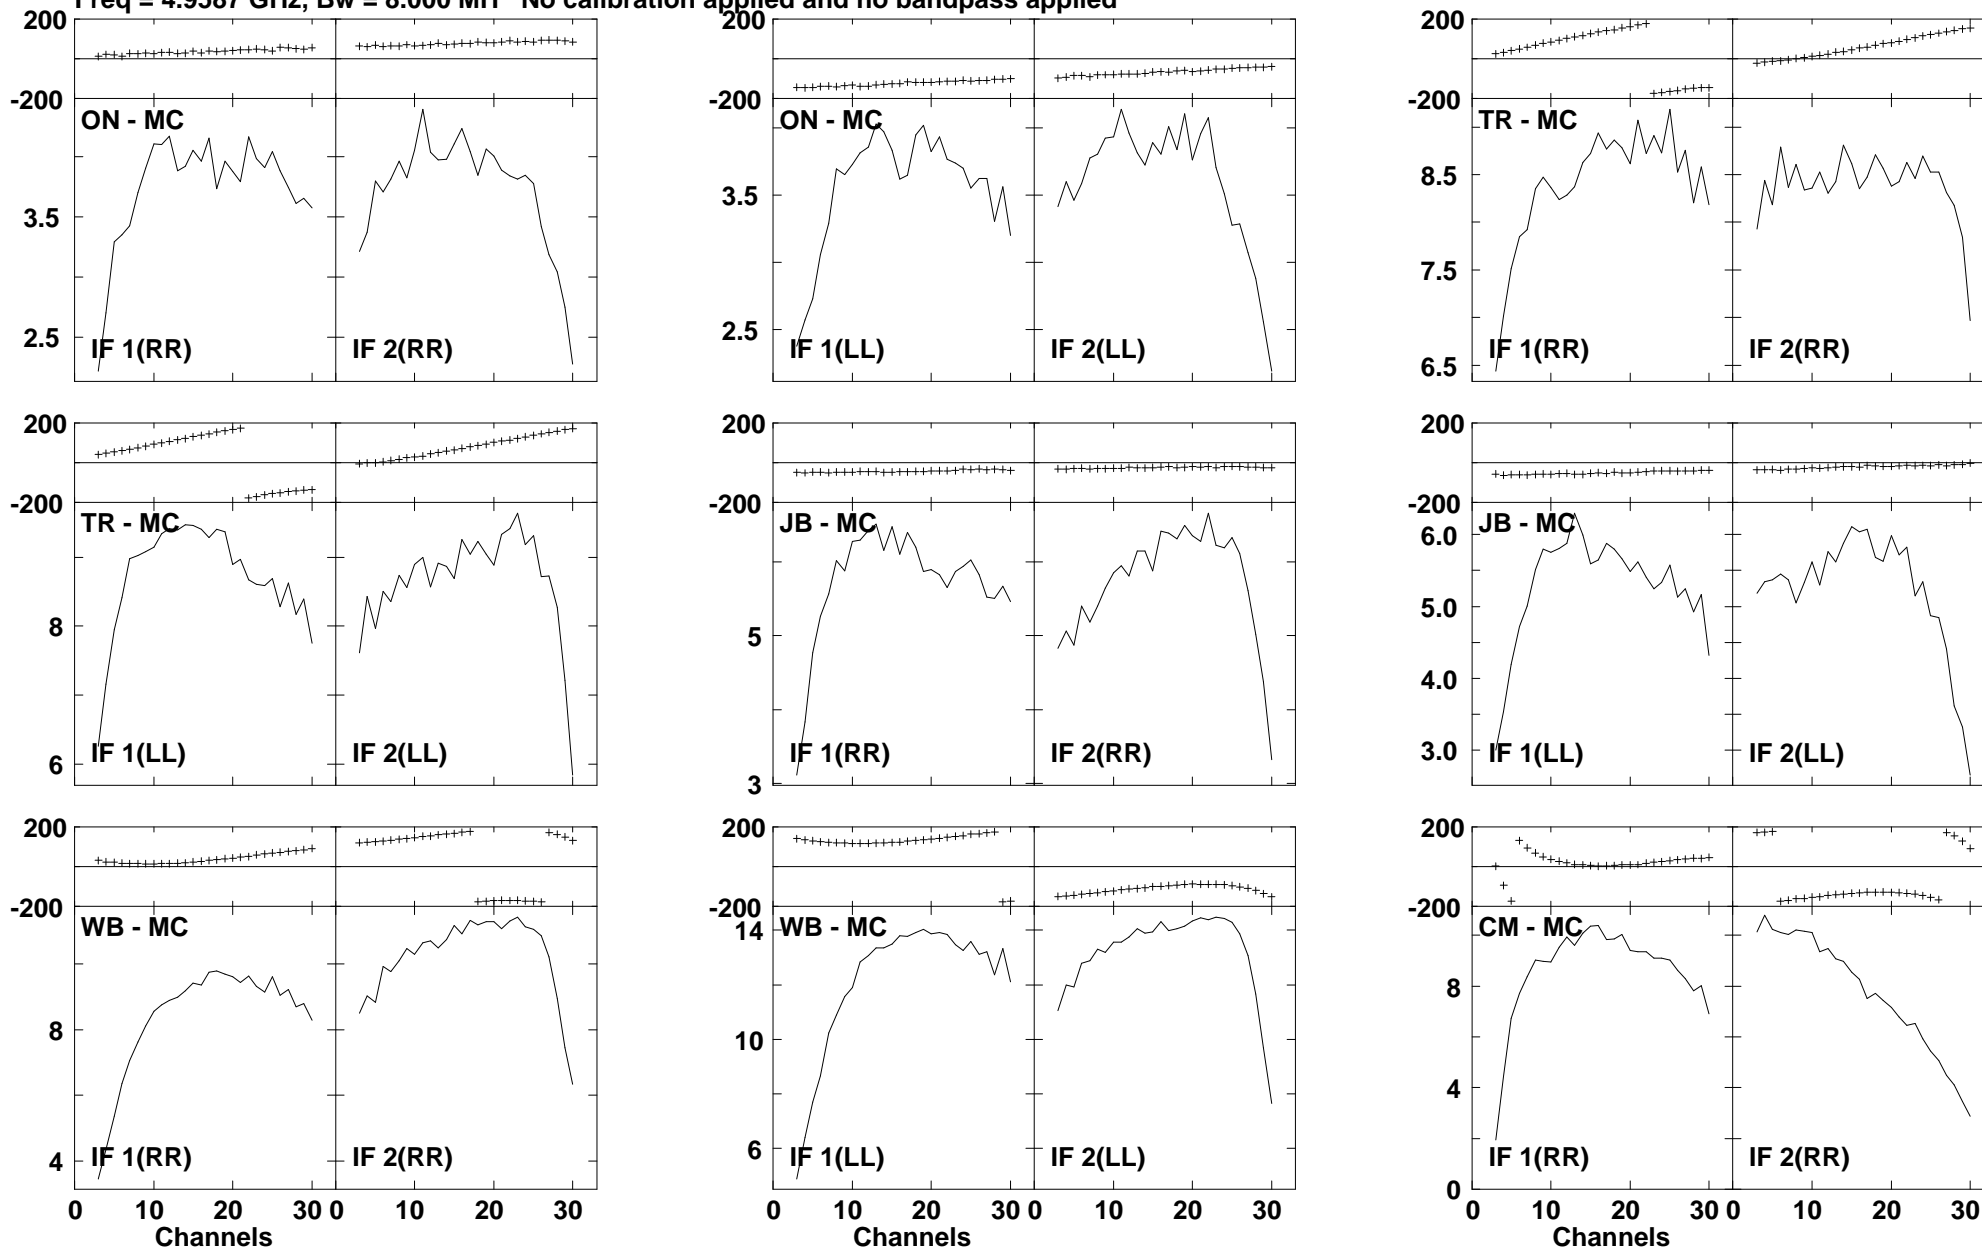 Freq = 4.9587 GHz, Bw = 8.000 MH No calibration applied and no bandpass applied
200 200
-200 -200 -200
ON - MC ON - MC TR - MC
3.5 3.5 8.5
7.5
2.5 2.5 6.5
IF 1(RR) IF 2(RR) IF 1(LL) IF 2(LL) IF 1(RR) IF 2(RR)
200 200 200
-200 -200 -200
TR - MC JB - MC JB - MC
6.0
8 5 5.0
4.0
6 3 3.0
IF 1(LL) IF 2(LL) IF 1(RR) IF 2(RR) IF 1(LL) IF 2(LL)
200 200 200
-200 -200 -200
WB - MC WB - MC CM - MC
14
8 10 8
4 6 4
0
IF 1(RR) IF 2(RR) IF 1(LL) IF 2(LL) IF 1(RR) IF 2(RR)
0 10 20 30 0 10 20 30 0 10 20 30 0 10 20 30 0 10 20 30 0 10 20 30
Channels Channels Channels